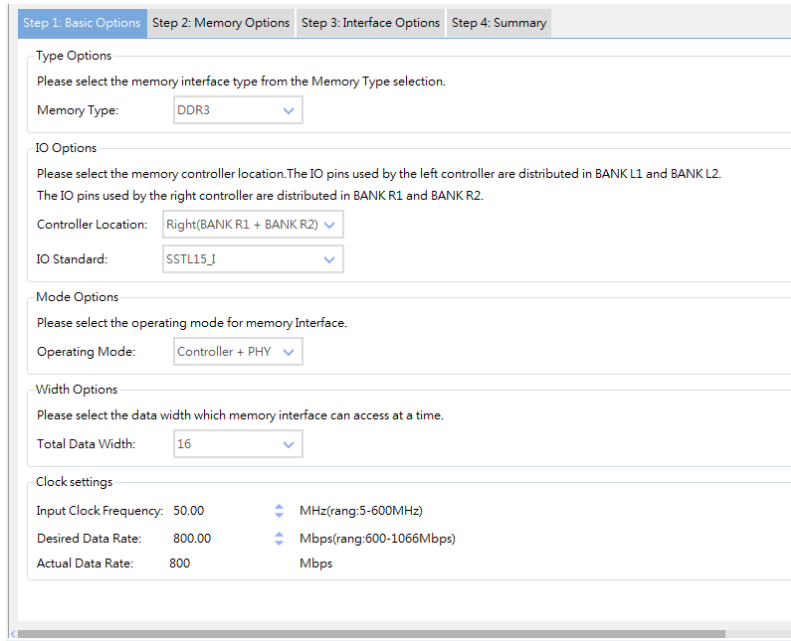 Step 1: Basic Options Step 2: Memory Options Step 3: Interface Options Step 4: Summary
Type Options
Please select the memory interface type from the Memory Type selection.
Memory Type: DDR3
IO Options
Please select the memory controller location.The IO pins used by the left controller are distributed in BANK L1 and BANK L2.
The IO pins used by the right controller are distributed in BANK R1 and BANK R2.
Controller Location: Right(BANK R1 + BANK R2)
IO Standard: SSTL15_I
Mode Options
Please select the operating mode for memory Interface.
Operating Mode: Controller + PHY
Width Options
Please select the data width which memory interface can access at a time.
Total Data Width: 16
Clock settings
Input Clock Frequency: 50.00 MHz(rang:5-600MHz)
Desired Data Rate: 800.00 Mbps(rang:600-1066Mbps)
Actual Data Rate: 800 Mbps